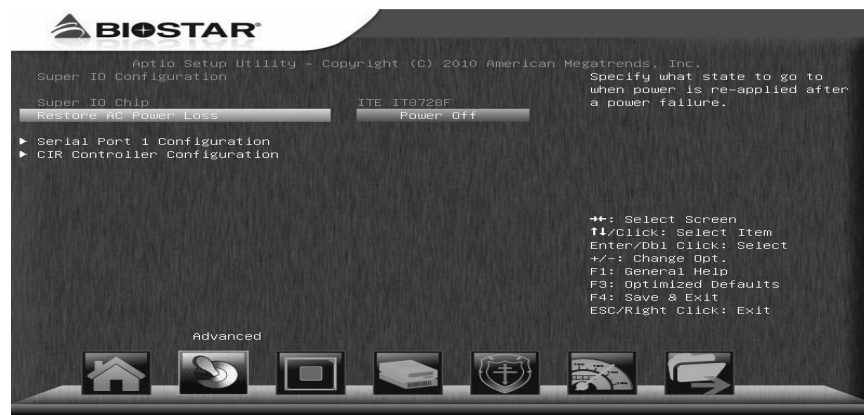 BIOSTAR
Aptio Setup Utility – Copyright (C) 2010 American Megatrends, Inc.
Super IO Configuration
Super IO Chip ITE IT8728F
Restore AC Power Loss Power Off
▶ Serial Port 1 Configuration
▶ CIR Controller Configuration
Specify what state to go to
when power is re-applied after
a power failure.
→←: Select Screen
↑↓/Click: Select Item
Enter/Dbl Click: Select
+/-: Change Opt.
F1: General Help
F3: Optimized Defaults
F4: Save & Exit
ESC/Right Click: Exit
Advanced